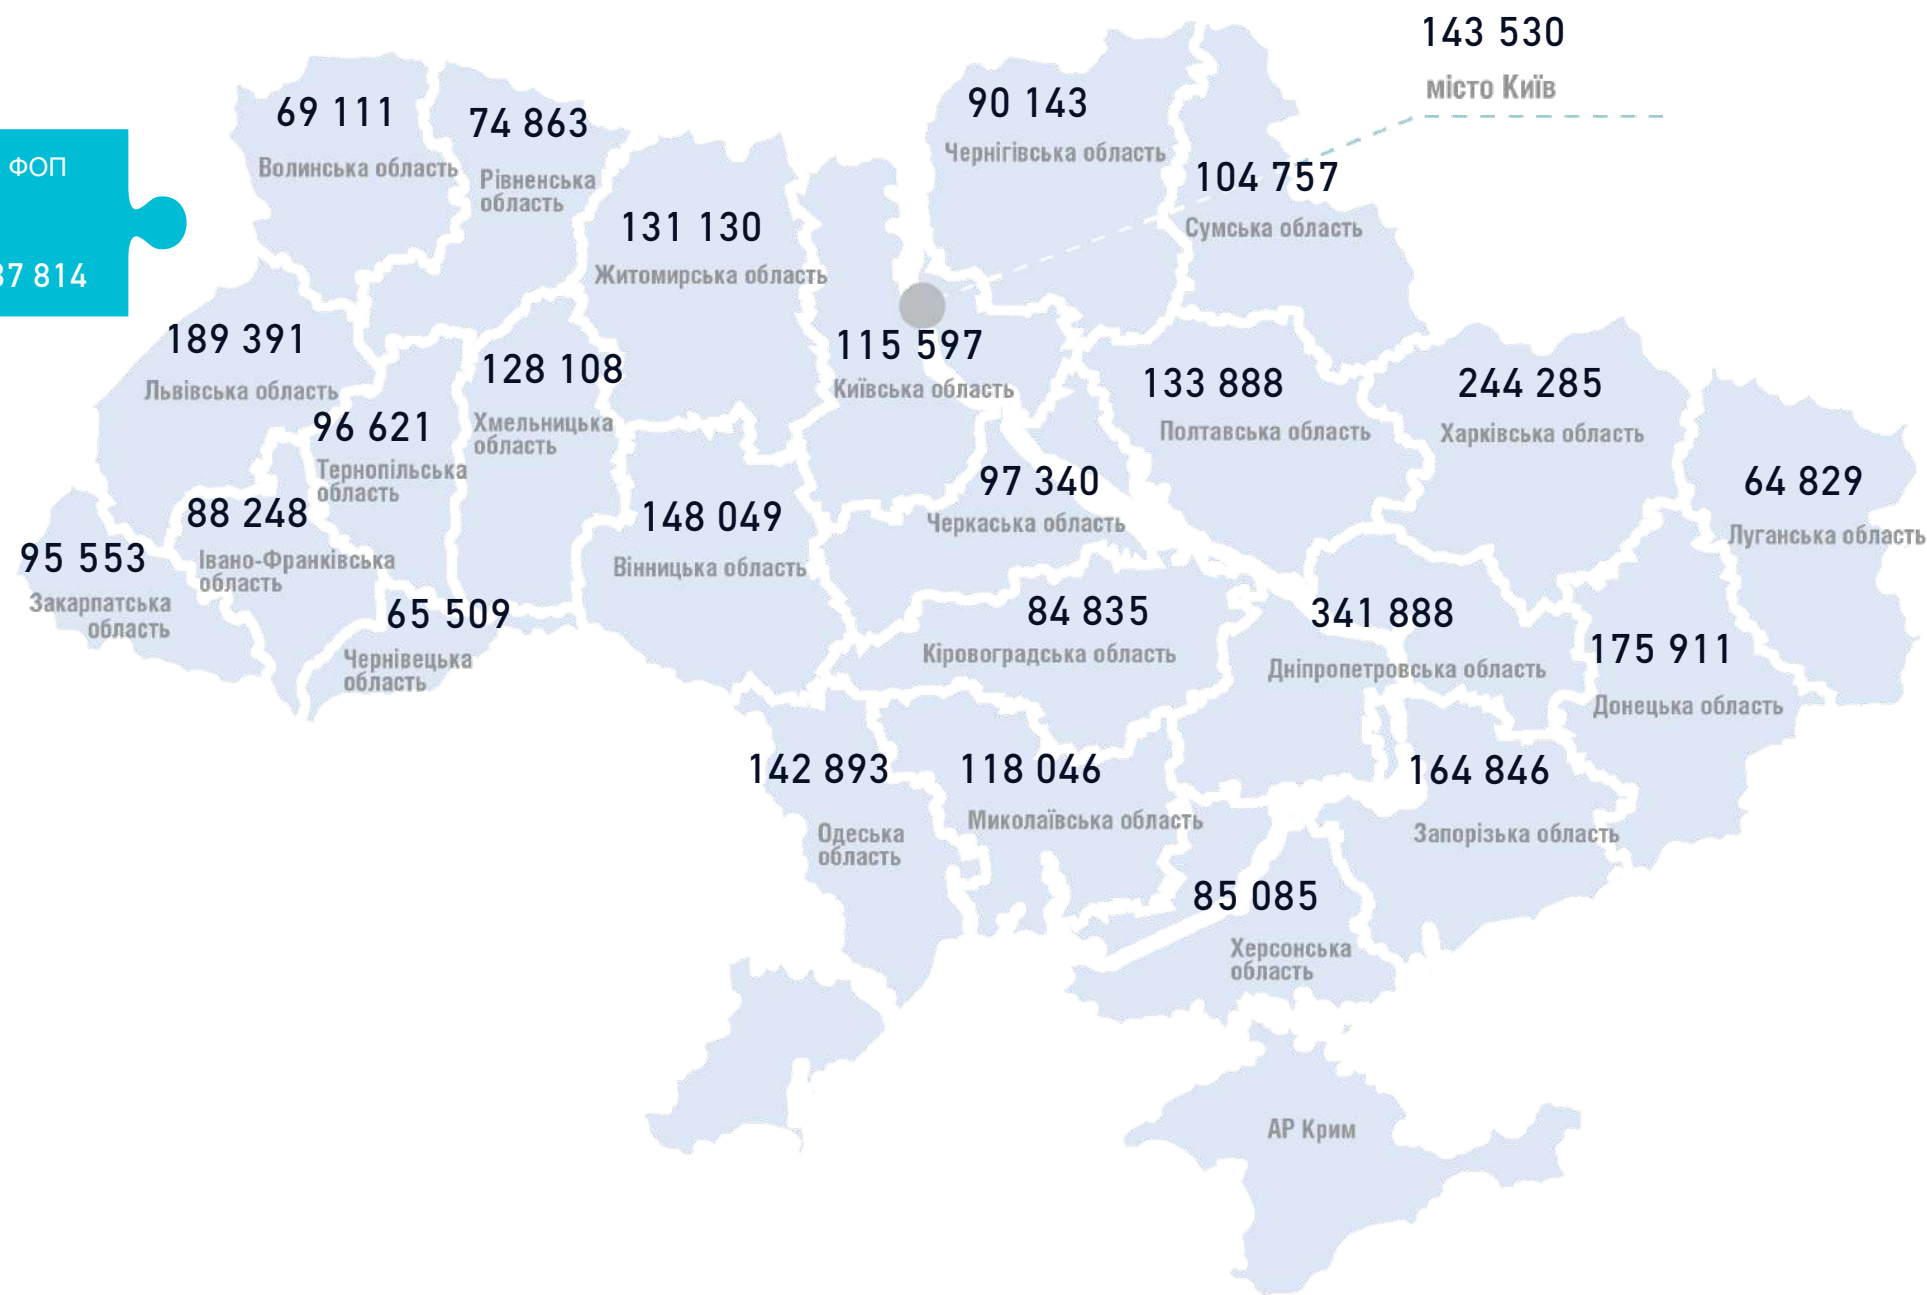 143 530
місто Київ
69 111
Волинська область
74 863
Рівненська
область
90 143
Чернігівська область
104 757
Сумська область
ФОП
37 814
131 130
Житомирська область
189 391
Львівська область
128 108
Хмельницька
область
115 597
Київська область
133 888
Полтавська область
244 285
Харківська область
96 621
Тернопільська
область
97 340
Черкаська область
64 829
Луганська область
88 248
Івано-Франківська
область
148 049
Вінницька область
95 553
Закарпатська
область
65 509
Чернівецька
область
84 835
Кіровоградська область
341 888
Дніпропетровська область
175 911
Донецька область
142 893
Одеська
область
118 046
Миколаївська область
164 846
Запорізька область
85 085
Херсонська
область
АР Крим